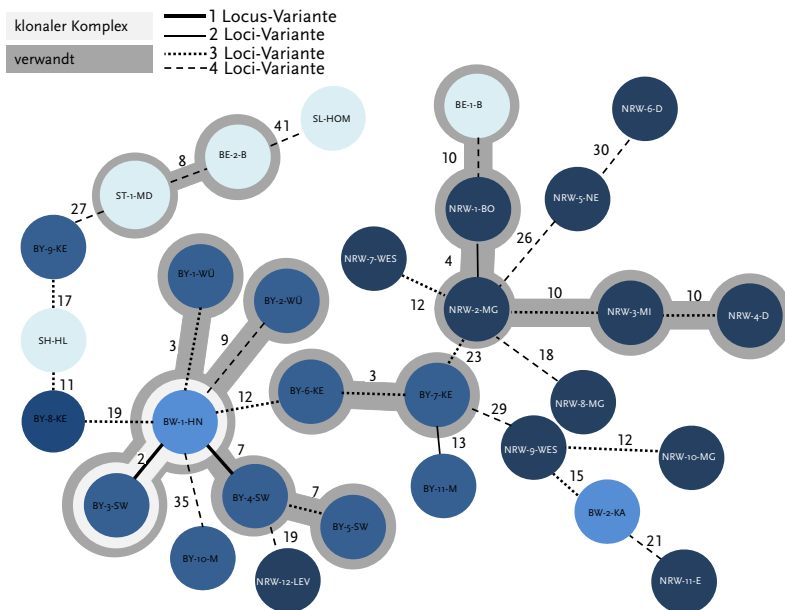 klonaler Komplex
verwandt
1 Locus-Variante
2 Loci-Variante
3 Loci-Variante
4 Loci-Variante
SL-HOM
41
BE-2-B
8
ST-1-MD
27
BY-9-KE
17
SH-HL
11
BY-8-KE
19
BE-1-B
10
NRW-1-BO
4
NRW-6-D
30
NRW-5-NE
26
NRW-7-WES
12
NRW-2-MG
10
NRW-3-MI
10
NRW-4-D
BY-1-WÜ
3
BY-2-WÜ
9
23
18
BW-1-HN
12
BY-6-KE
3
BY-7-KE
NRW-8-MG
29
13
NRW-9-WES
12
NRW-10-MG
15
BY-11-M
BW-2-KA
21
NRW-11-E
2
BY-3-SW
7
BY-4-SW
7
BY-5-SW
35
BY-10-M
19
NRW-12-LEV